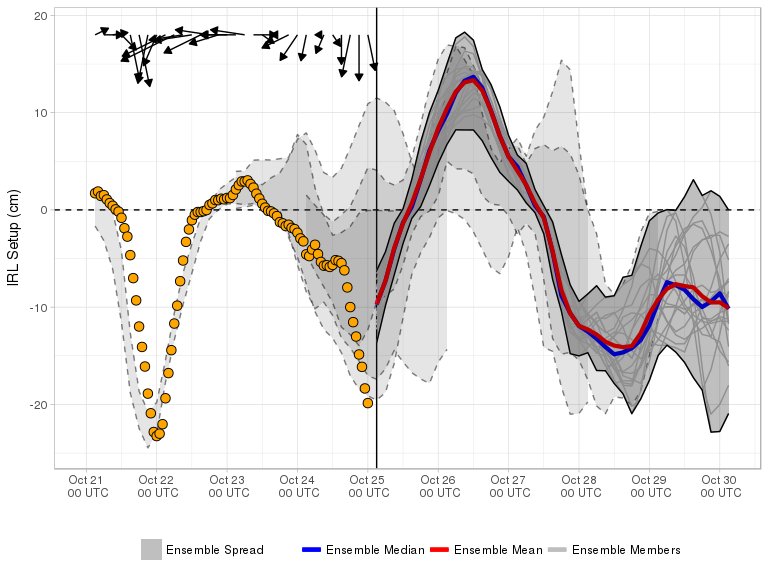 20
10
0
-10
-20
IRL Setup (cm)
Oct 21 Oct 22 Oct 23 Oct 24 Oct 25 Oct 26 Oct 27 Oct 28 Oct 29 Oct 30
00 UTC 00 UTC 00 UTC 00 UTC 00 UTC 00 UTC 00 UTC 00 UTC 00 UTC 00 UTC
Ensemble Spread Ensemble Median Ensemble Mean Ensemble Members